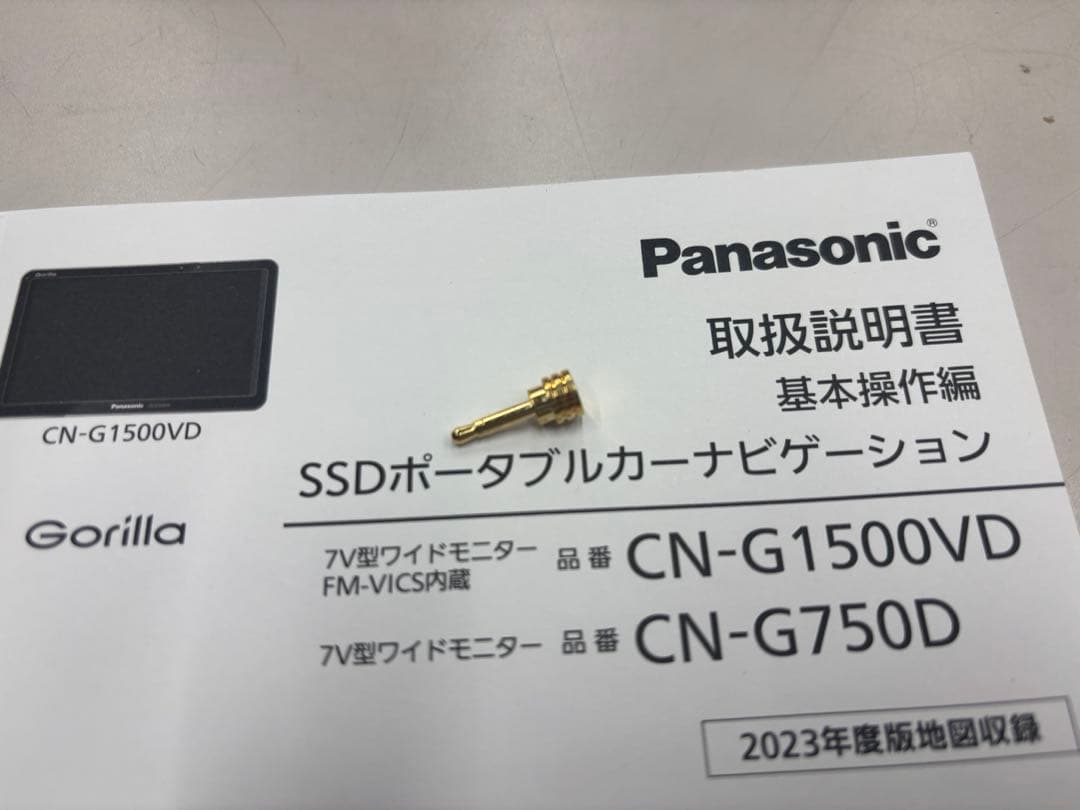 Panasonic®
取扱説明書
基本操作編
SSDポータブルカーナビゲーション
Gorilla
Panasonic
CN-G1500VD
Gorilla
7V型ワイドモニター 品番 CN-G1500VD
FM-VICS内蔵
7V型ワイドモニター 品番 CN-G750D
2023年度版地図収録